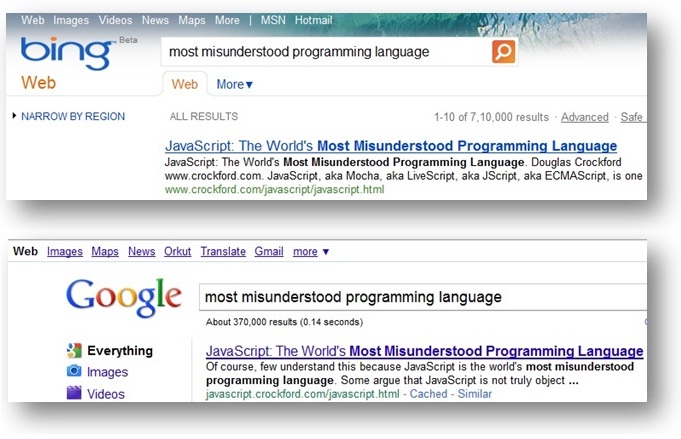 Web Images Videos News Maps More | MSN Hotmail
bing Beta
most misunderstood programming language
Web
Web More▼
NARROW BY REGION
ALL RESULTS
1-10 of 7,10,000 results · Advanced · Safe
JavaScript: The World's Most Misunderstood Programming Language
JavaScript: The World's Most Misunderstood Programming Language. Douglas Crockford
www.crockford.com. JavaScript, aka Mocha, aka LiveScript, aka JScript, aka ECMAScript, is one
www.crockford.com/javascript/javascript.html
Web Images Maps News Orkut Translate Gmail more ▼
Google
most misunderstood programming language
About 370,000 results (0.14 seconds)
Everything
Images
Videos
JavaScript: The World's Most Misunderstood Programming Language
Of course, few understand this because JavaScript is the world's most misunderstood
programming language. Some argue that JavaScript is not truly object ...
javascript.crockford.com/javascript.html - Cached - Similar